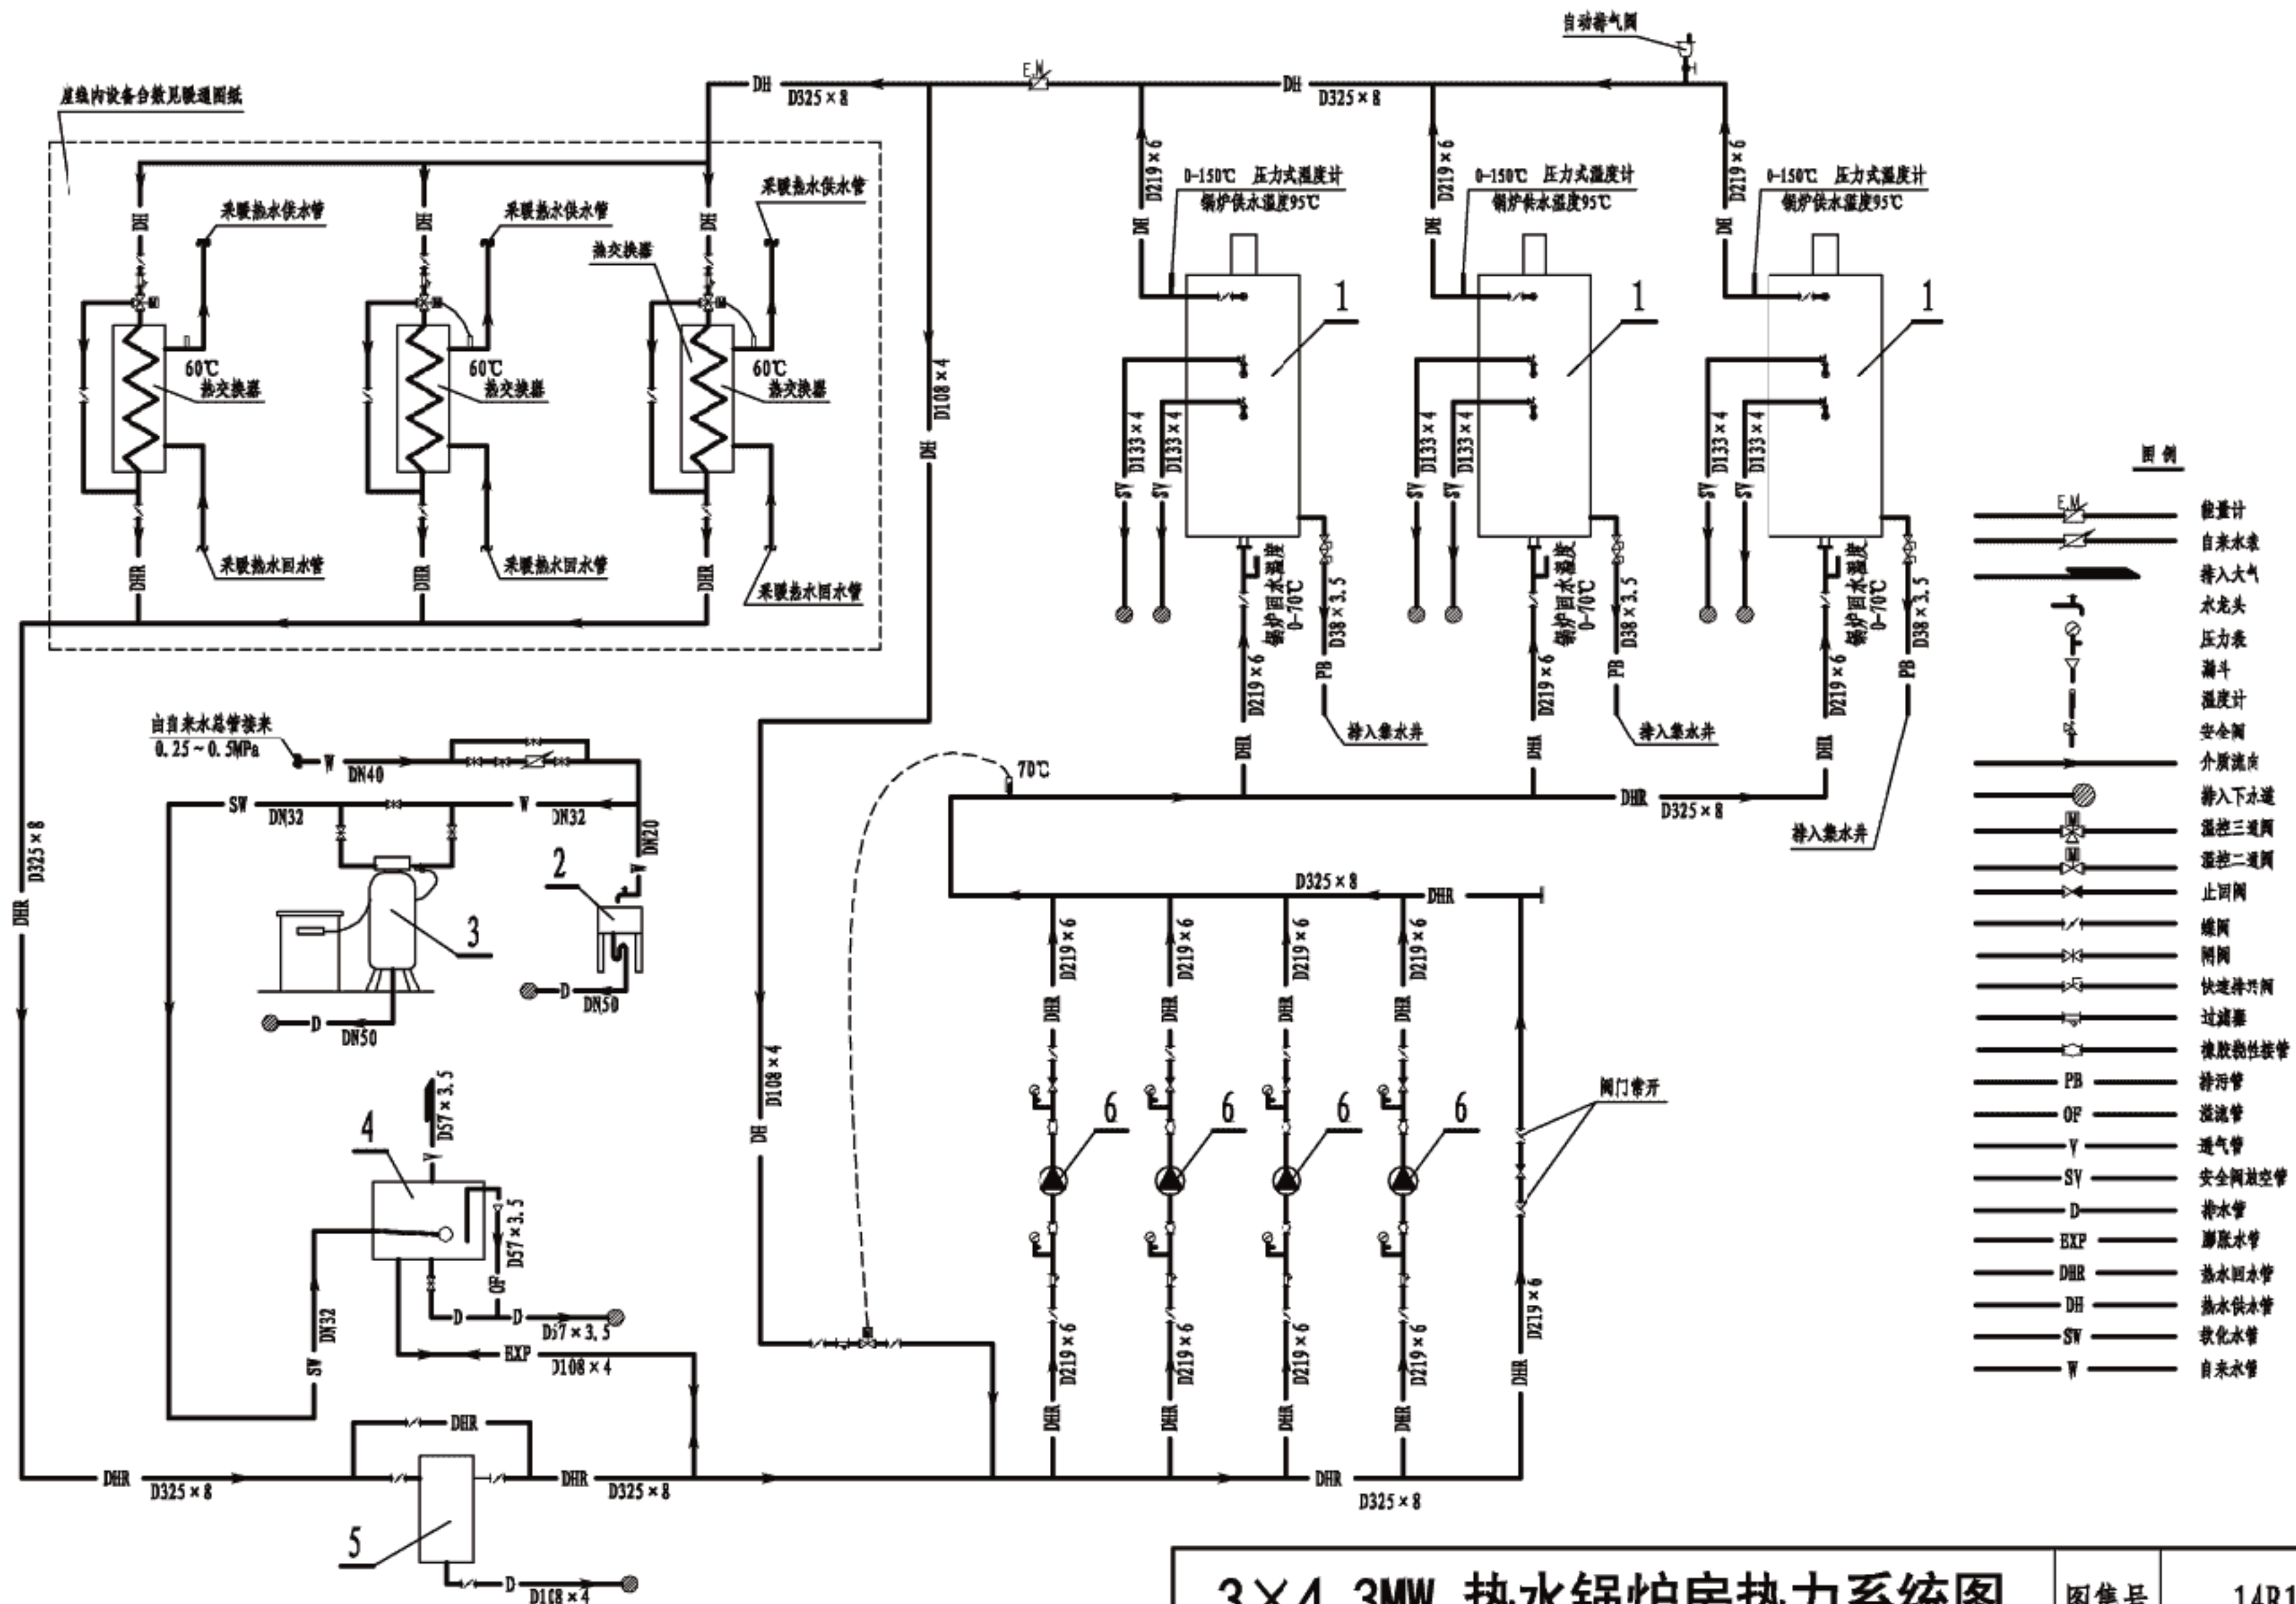 自动排气阀
E.M
DH
D325×8
DH
D325×8
虚线内设备台数见暖通图纸
D219×6
D219×6
D219×6
0-150℃ 压力式温度计
锅炉供水温度95℃
0-150℃ 压力式温度计
锅炉供水温度95℃
0-150℃ 压力式温度计
锅炉供水温度95℃
DH
DH
DH
采暖热水供水管
采暖热水供水管
采暖热水供水管
DH
DH
DH
热交换器
1
1
1
60℃
热交换器
60℃
热交换器
60℃
热交换器
D108×4
DH
D133×4
D133×4
D133×4
D133×4
D133×4
D133×4
SV
SV
SV
SV
SV
SV
采暖热水回水管
采暖热水回水管
采暖热水回水管
DHR
DHR
DHR
锅炉回水温度
0-70℃
锅炉回水温度
0-70℃
锅炉回水温度
0-70℃
D38×3.5
D38×3.5
D38×3.5
PB
PB
PB
D219×6
D219×6
D219×6
DHR
DHR
DHR
排入集水井
排入集水井
排入集水井
由自来水总管接来
0.25~0.5MPa
W
DN40
SW
DN32
W
DN32
DN20
W
2
3
D
DN50
D
DN50
D325×8
DHR
70℃
DHR
D325×8
D325×8
DHR
D219×6
D219×6
D219×6
D219×6
DHR
DHR
DHR
DHR
D108×4
DH
阀门常开
6
6
6
6
D57×3.5
V
4
D57×3.5
OF
D
D
D57×3.5
DN32
SW
EXP
D108×4
D219×6
D219×6
D219×6
D219×6
D219×6
DHR
DHR
DHR
DHR
DHR
DHR
DHR
D325×8
DHR
D325×8
DHR
D325×8
5
D
D108×4
图例
E.M
能量计
自来水表
排入大气
水龙头
压力表
漏斗
温度计
安全阀
介质流向
排入下水道
M
温控三通阀
M
温控二通阀
止回阀
蝶阀
闸阀
快速排污阀
过滤器
橡胶挠性接管
PB 排污管
OF 溢流管
V 通气管
SV 安全阀放空管
D 排水管
EXP 膨胀水管
DHR 热水回水管
DH 热水供水管
SW 软化水管
W 自来水管
3×4.3MW 热水锅炉房热力系统图
图集号
14R1